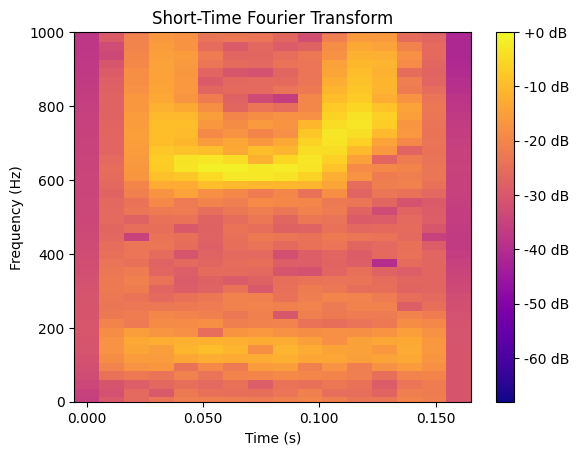 Short-Time Fourier Transform
1000
800
600
400
200
0
Frequency (Hz)
0.000
0.050
0.100
0.150
Time (s)
+0 dB
-10 dB
-20 dB
-30 dB
-40 dB
-50 dB
-60 dB